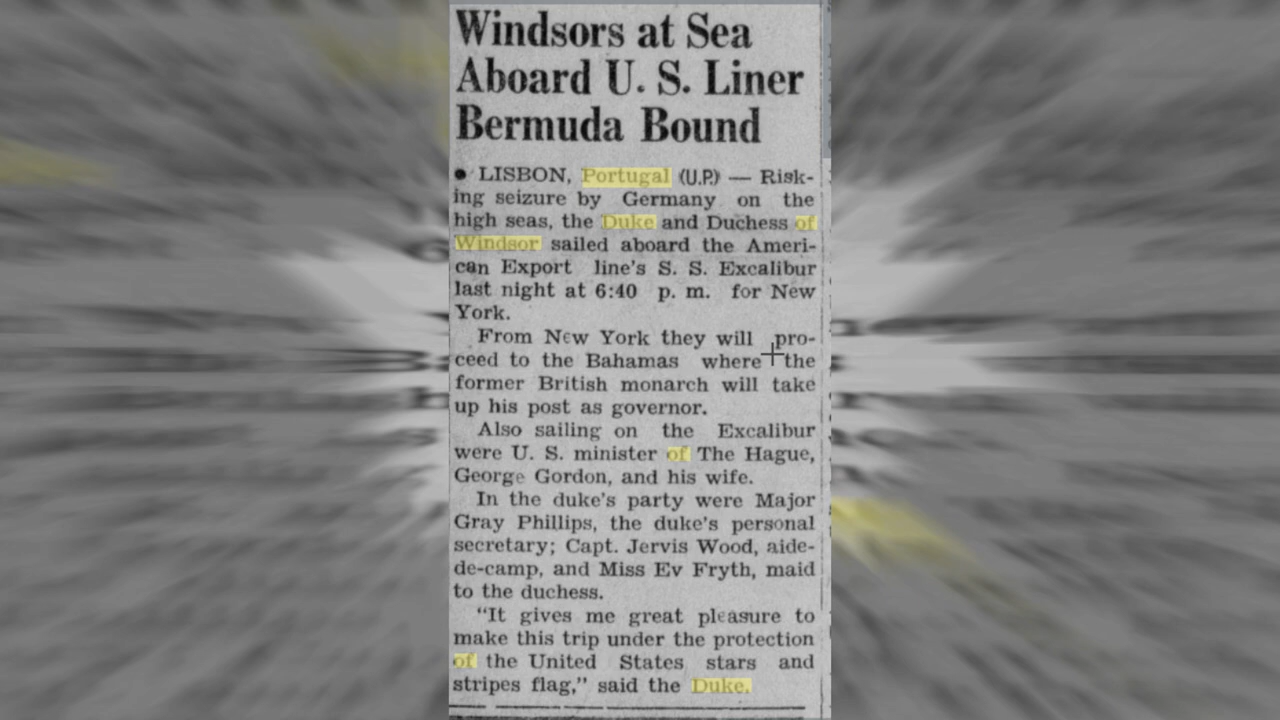 Windsors at Sea
Aboard U. S. Liner
Bermuda Bound
● LISBON, Portugal (U.P.) — Risk-
ing seizure by Germany on the
high seas, the Duke and Duchess of
Windsor sailed aboard the Ameri-
can Export line's S. S. Excalibur
last night at 6:40 p. m. for New
York.
From New York they will pro-
ceed to the Bahamas where the
former British monarch will take
up his post as governor.
Also sailing on the Excalibur
were U. S. minister of The Hague,
George Gordon, and his wife.
In the duke's party were Major
Gray Phillips, the duke's personal
secretary; Capt. Jervis Wood, aide-
de-camp, and Miss Ev Fryth, maid
to the duchess.
"It gives me great pleasure to
make this trip under the protection
of the United States stars and
stripes flag," said the Duke.